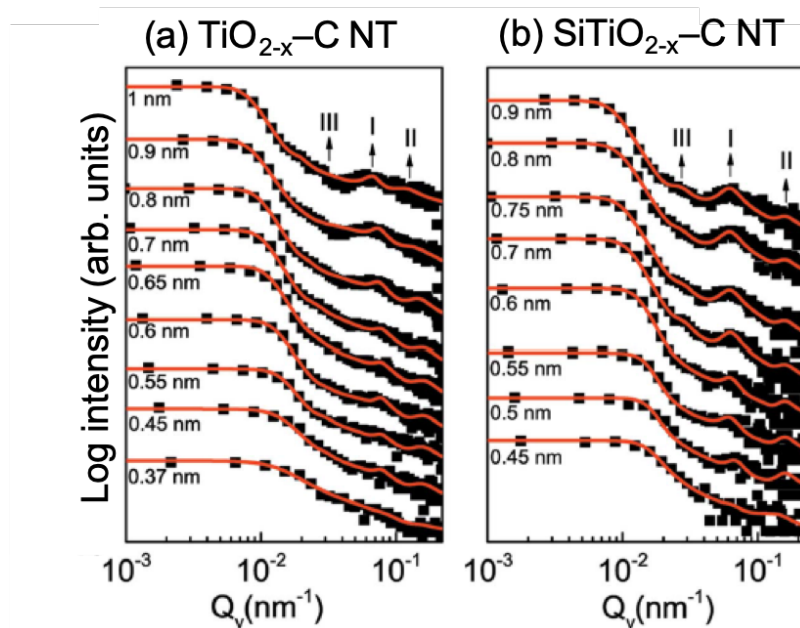 (a) TiO₂₋ₓ–C NT
(b) SiTiO₂₋ₓ–C NT
Log intensity (arb. units)
1 nm
0.9 nm
0.8 nm
0.7 nm
0.65 nm
0.6 nm
0.55 nm
0.45 nm
0.37 nm
III
I
II
10⁻³
10⁻²
10⁻¹
Qᵧ(nm⁻¹)
0.9 nm
0.8 nm
0.75 nm
0.7 nm
0.6 nm
0.55 nm
0.5 nm
0.45 nm
III
I
II
10⁻³
10⁻²
10⁻¹
Qᵧ(nm⁻¹)